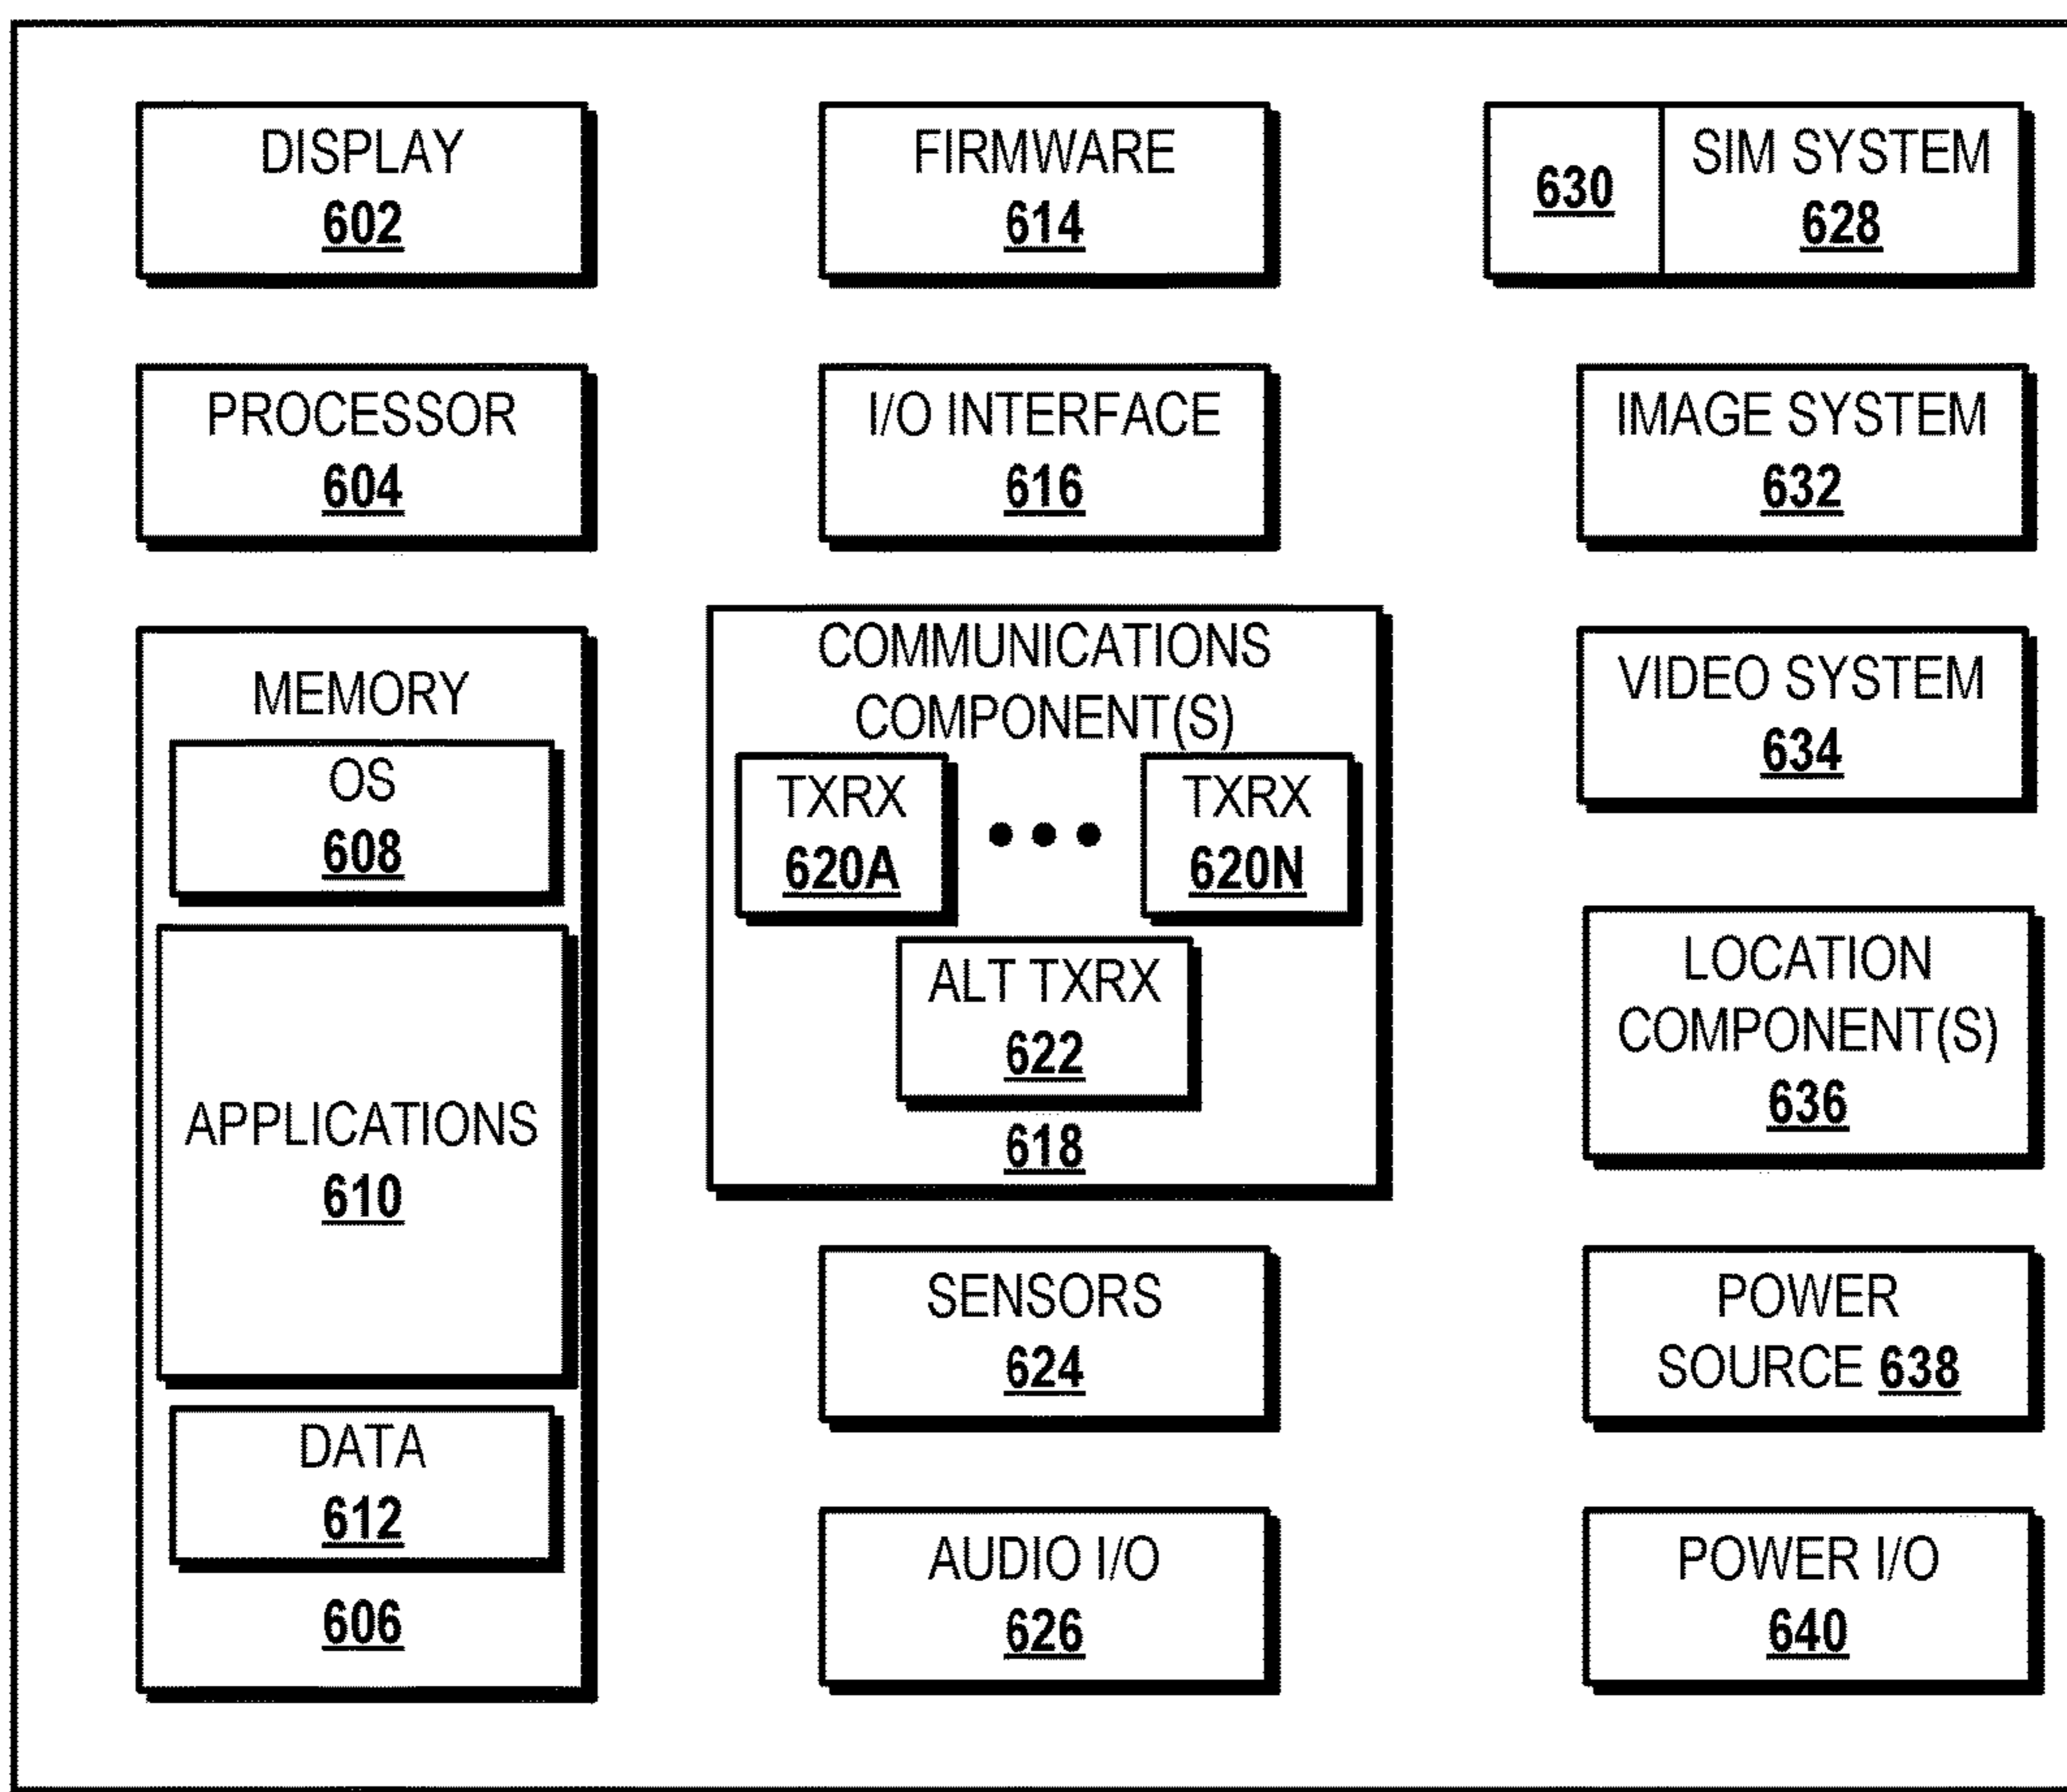 DISPLAY
602
PROCESSOR
604
MEMORY
OS
608
APPLICATIONS
610
DATA
612
606
FIRMWARE
614
I/O INTERFACE
616
COMMUNICATIONS
COMPONENT(S)
TXRX
620A
TXRX
620N
ALT TXRX
622
618
SENSORS
624
AUDIO I/O
626
630
SIM SYSTEM
628
IMAGE SYSTEM
632
VIDEO SYSTEM
634
LOCATION
COMPONENT(S)
636
POWER
SOURCE 638
POWER I/O
640